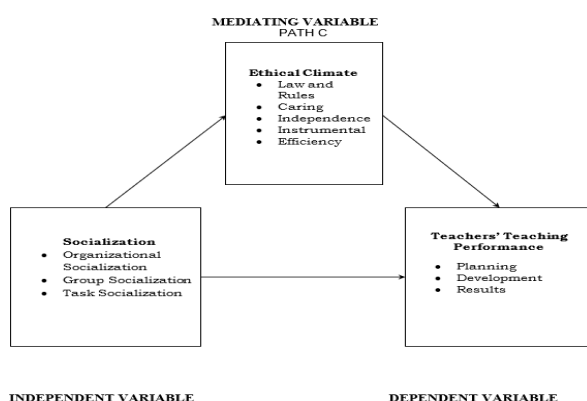 MEDIATING VARIABLE
PATH C
Ethical Climate
• Law and
Rules
• Caring
• Independence
• Instrumental
• Efficiency
Socialization
• Organizational
Socialization
• Group Socialization
• Task Socialization
Teachers' Teaching
Performance
• Planning
• Development
• Results
INDEPENDENT VARIABLE
DEPENDENT VARIABLE